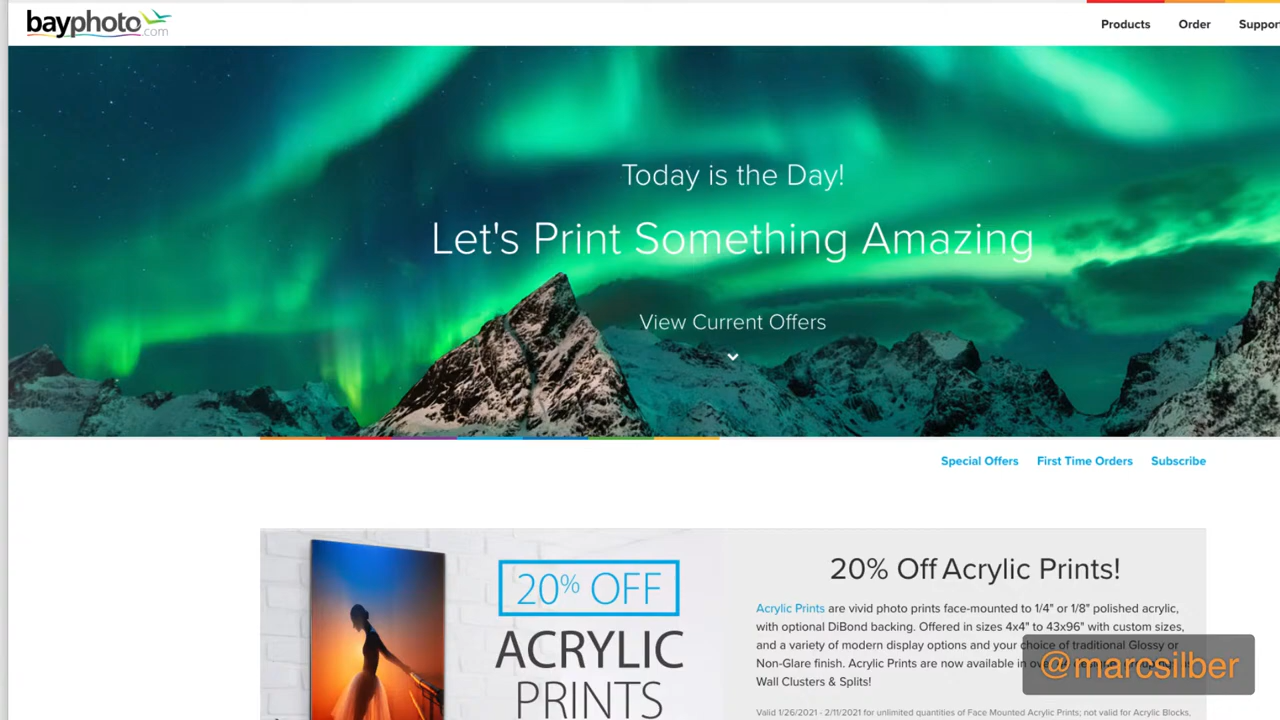 bayphoto.com
Products Order Suppor
Today is the Day!
Let's Print Something Amazing
View Current Offers
Special Offers First Time Orders Subscribe
20% OFF
ACRYLIC
PRINTS
20% Off Acrylic Prints!
Acrylic Prints are vivid photo prints face-mounted to 1/4" or 1/8" polished acrylic,
with optional DiBond backing. Offered in sizes 4x4" to 43x96" with custom sizes,
and a variety of modern display options and your choice of traditional Glossy or
Non-Glare finish. Acrylic Prints are now available in
Wall Clusters & Splits!
@marcsilber
Valid 1/26/2021 - 2/11/2021 for unlimited quantities of Face Mounted Acrylic Prints; not valid for Acrylic Blocks,